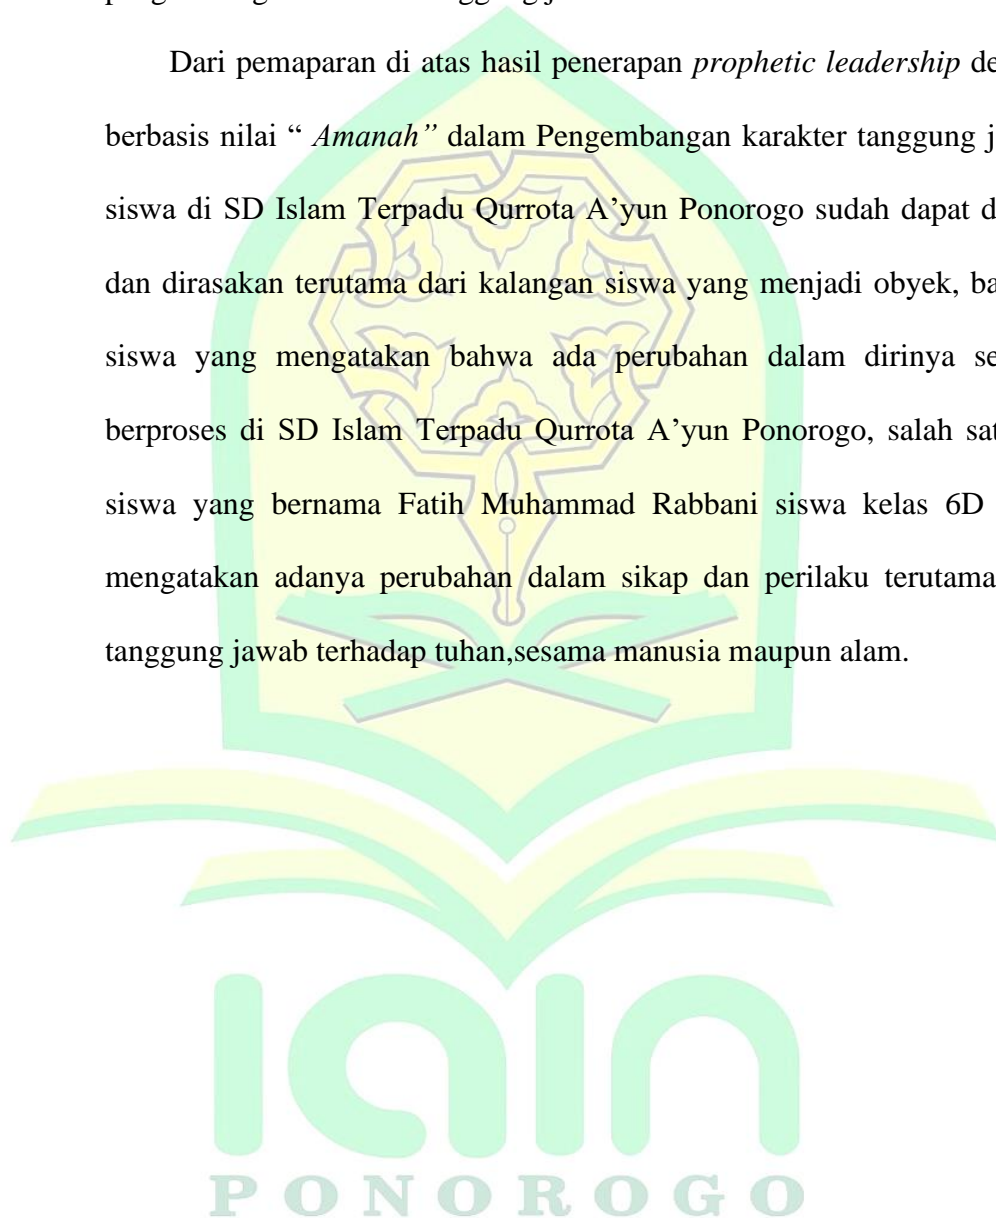 Dari pemaparan di atas hasil penerapan prophetic leadership de
berbasis nilai “ Amanah” dalam Pengembangan karakter tanggung j
siswa di SD Islam Terpadu Qurrota A’yun Ponorogo sudah dapat d
dan dirasakan terutama dari kalangan siswa yang menjadi obyek, ba
siswa yang mengatakan bahwa ada perubahan dalam dirinya se
berproses di SD Islam Terpadu Qurrota A’yun Ponorogo, salah sat
siswa yang bernama Fatih Muhammad Rabbani siswa kelas 6D
mengatakan adanya perubahan dalam sikap dan perilaku terutama
tanggung jawab terhadap tuhan,sesama manusia maupun alam.
iain
PONOROGO